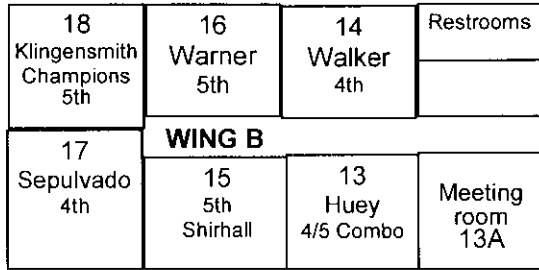 18
Klingensmith
Champions
5th
16
Warner
5th
14
Walker
4th
Restrooms
WING B
17
Sepulvado
4th
15
5th
Shirhall
13
Huey
4/5 Combo
Meeting
room
13A